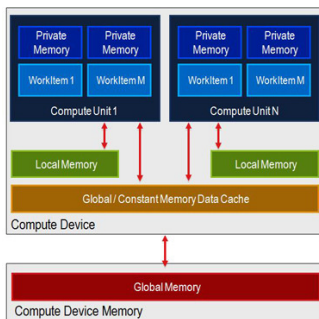 Private Memory
Private Memory
Private Memory
Private Memory
WorkItem 1
WorkItem M
WorkItem 1
WorkItem M
Compute Unit 1
Compute Unit N
Local Memory
Local Memory
Global / Constant Memory Data Cache
Compute Device
Global Memory
Compute Device Memory